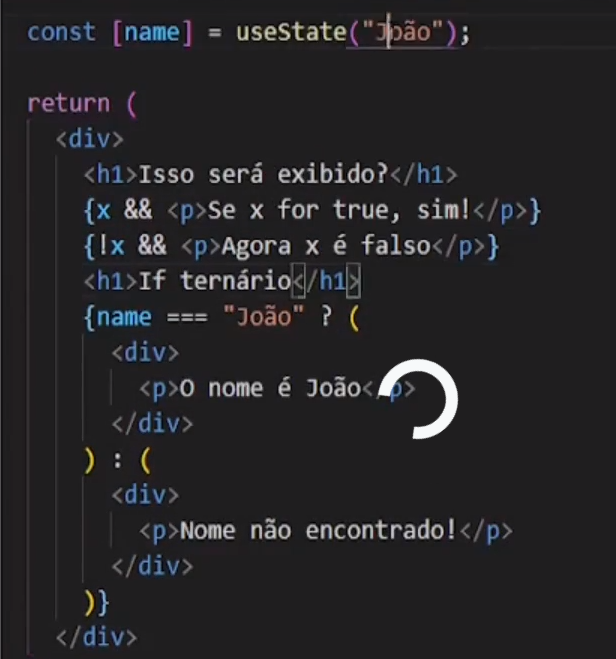 const [name] = useState("João");
return (
<div>
<h1>Isso será exibido?</h1>
{x && <p>Se x for true, sim!</p>}
{!x && <p>Agora x é falso</p>}
<h1>If ternário</h1>
{name === "João" ? (
<div>
<p>O nome é João</p>
</div>
) : (
<div>
<p>Nome não encontrado!</p>
</div>
)}
</div>